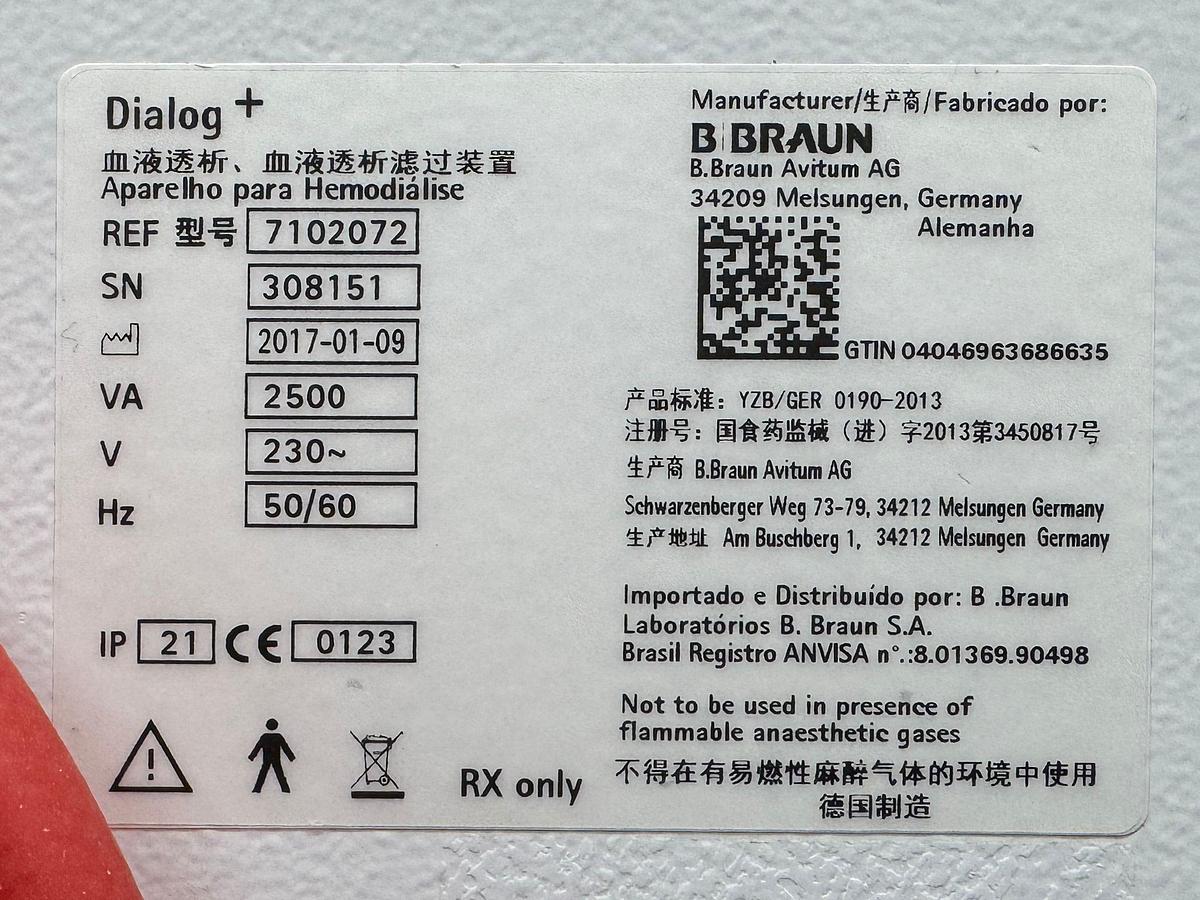 Dialog +
血液透析、血液透析滤过装置
Aparelho para Hemodiálise
REF 型号 7102072
SN 308151
2017-01-09
VA 2500
V 230~
Hz 50/60
IP 21 CE 0123
RX only
Manufacturer/生产商/Fabricado por:
B|BRAUN
B.Braun Avitum AG
34209 Melsungen, Germany
Alemanha
GTIN 04046963686635
产品标准: YZB/GER 0190-2013
注册号: 国食药监械（进）字2013第3450817号
生产商 B.Braun Avitum AG
Schwarzenberger Weg 73-79, 34212 Melsungen Germany
生产地址 Am Buschberg 1, 34212 Melsungen Germany
Importado e Distribuído por: B .Braun
Laboratórios B. Braun S.A.
Brasil Registro ANVISA n°.:8.01369.90498
Not to be used in presence of
flammable anaesthetic gases
不得在有易燃性麻醉气体的环境中使用
德国制造